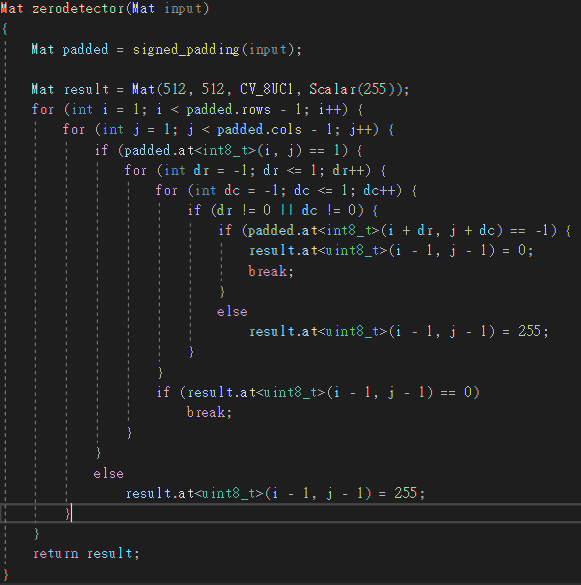 Mat zerodetector(Mat input)
{
    Mat padded = signed_padding(input);

    Mat result = Mat(512, 512, CV_8UC1, Scalar(255));
    for (int i = 1; i < padded.rows - 1; i++) {
        for (int j = 1; j < padded.cols - 1; j++) {
            if (padded.at<int8_t>(i, j) == 1) {
                for (int dr = -1; dr <= 1; dr++) {
                    for (int dc = -1; dc <= 1; dc++) {
                        if (dr != 0 || dc != 0) {
                            if (padded.at<int8_t>(i + dr, j + dc) == -1) {
                                result.at<uint8_t>(i - 1, j - 1) = 0;
                                break;
                            }
                            else
                                result.at<uint8_t>(i - 1, j - 1) = 255;
                        }
                    }
                    if (result.at<uint8_t>(i - 1, j - 1) == 0)
                        break;
                }
            }
            else
                result.at<uint8_t>(i - 1, j - 1) = 255;
        }
    }
    return result;
}